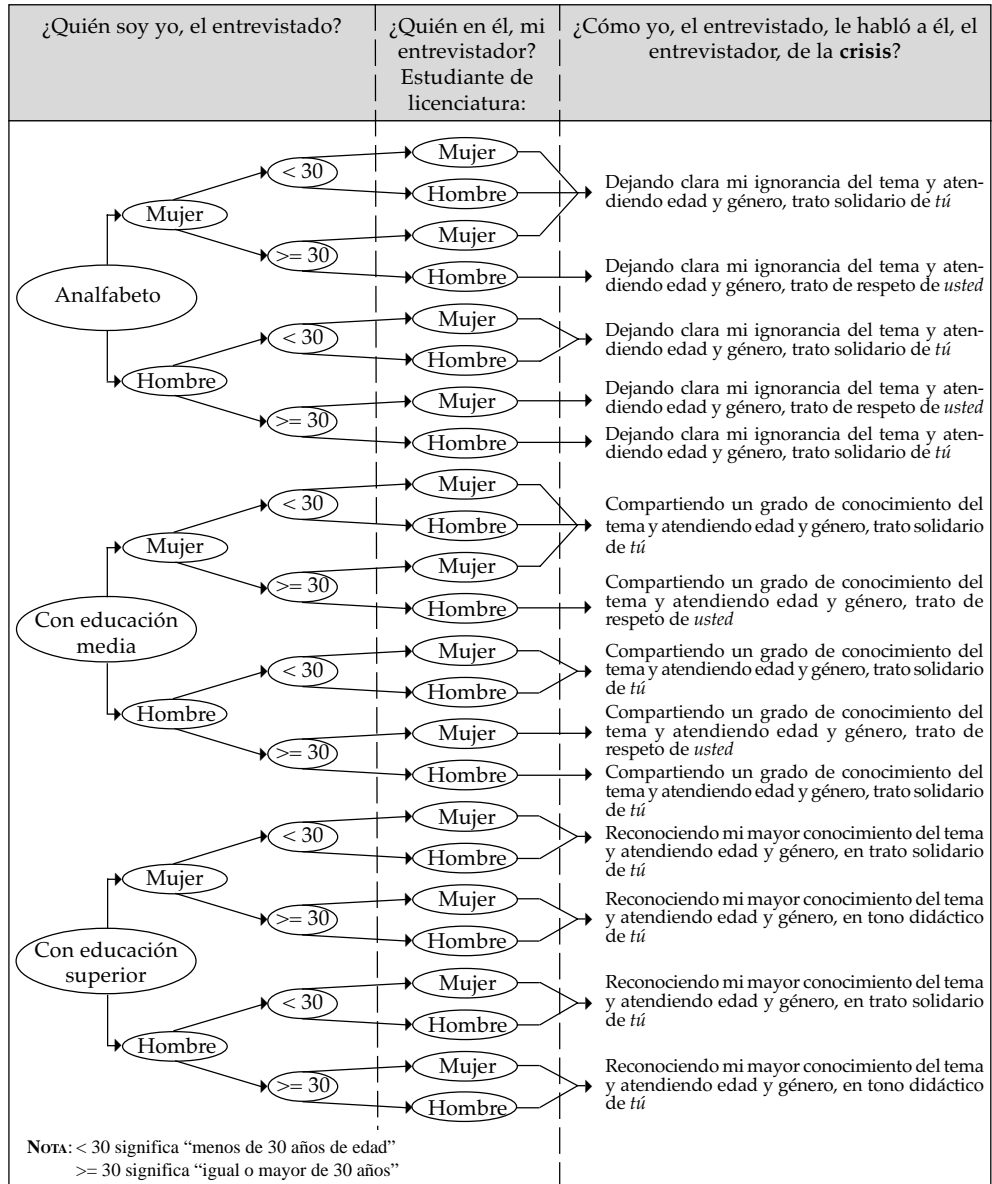 ¿Quién soy yo, el entrevistado?
¿Quién en él, mi
entrevistador?
Estudiante de
licenciatura:
¿Cómo yo, el entrevistado, le habló a él, el
entrevistador, de la crisis?
Analfabeto
Mujer
< 30
Mujer
Hombre
>= 30
Mujer
Hombre
Dejando clara mi ignorancia del tema y aten-
diendo edad y género, trato solidario de tú
Dejando clara mi ignorancia del tema y aten-
diendo edad y género, trato de respeto de usted
Hombre
< 30
Mujer
Hombre
Dejando clara mi ignorancia del tema y aten-
diendo edad y género, trato solidario de tú
>= 30
Mujer
Dejando clara mi ignorancia del tema y aten-
diendo edad y género, trato de respeto de usted
Hombre
Dejando clara mi ignorancia del tema y aten-
diendo edad y género, trato solidario de tú
Con educación
media
Mujer
< 30
Mujer
Hombre
>= 30
Mujer
Hombre
Compartiendo un grado de conocimiento del
tema y atendiendo edad y género, trato solidario
de tú
Compartiendo un grado de conocimiento del
tema y atendiendo edad y género, trato de
respeto de usted
Hombre
< 30
Mujer
Hombre
Compartiendo un grado de conocimiento del
tema y atendiendo edad y género, trato solidario
de tú
>= 30
Mujer
Compartiendo un grado de conocimiento del
tema y atendiendo edad y género, trato de
respeto de usted
Hombre
Compartiendo un grado de conocimiento del
tema y atendiendo edad y género, trato solidario
de tú
Con educación
superior
Mujer
< 30
Mujer
Hombre
Reconociendo mi mayor conocimiento del tema
y atendiendo edad y género, en trato solidario
de tú
>= 30
Mujer
Hombre
Reconociendo mi mayor conocimiento del tema
y atendiendo edad y género, en tono didáctico
de tú
Hombre
< 30
Mujer
Hombre
Reconociendo mi mayor conocimiento del tema
y atendiendo edad y género, en trato solidario
de tú
>= 30
Mujer
Hombre
Reconociendo mi mayor conocimiento del tema
y atendiendo edad y género, en tono didáctico
de tú
NOTA: < 30 significa “menos de 30 años de edad”
>= 30 significa “igual o mayor de 30 años”